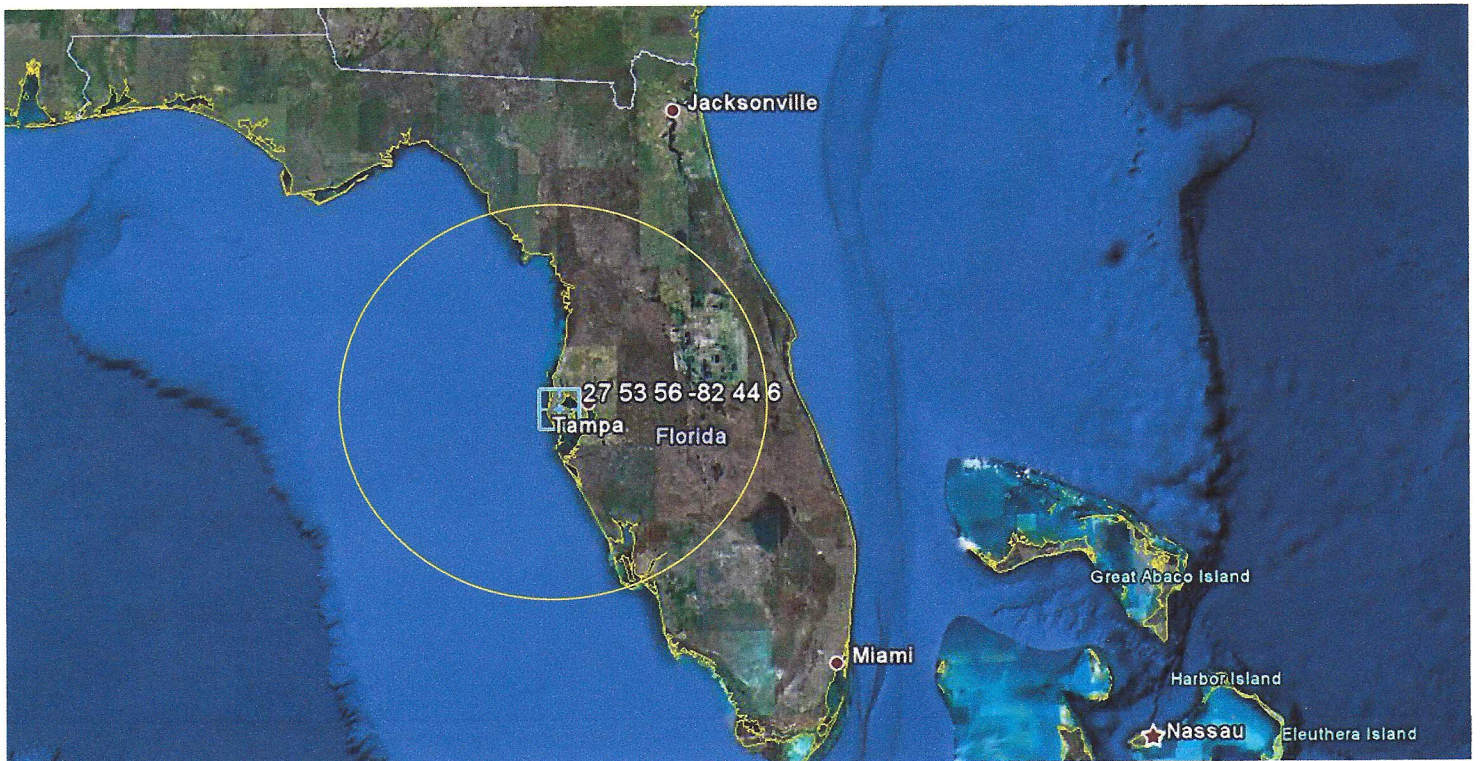 Jacksonville
27 53 56 -82 44 6
Tampa
Florida
Great Abaco Island
Miami
Harbor Island
Nassau
Eleuthera Island